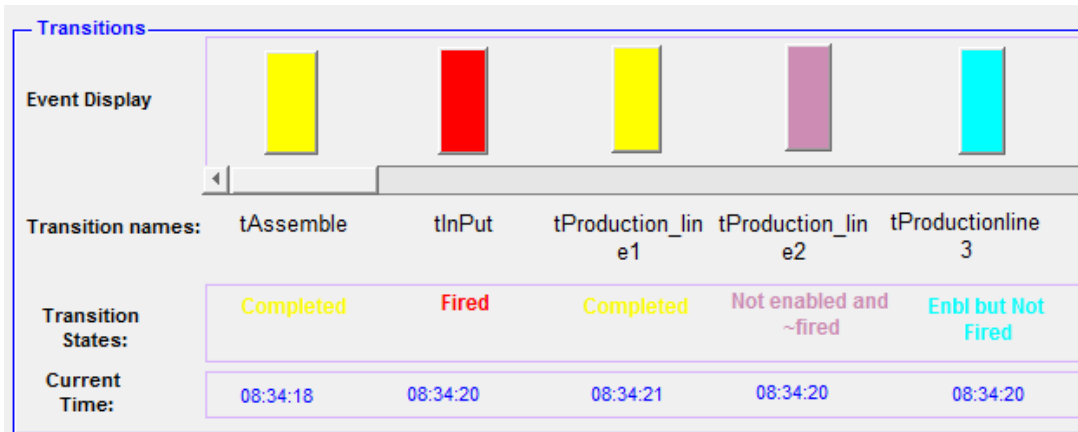 Transitions
Event Display
Transition names:
tAssemble
tInPut
tProduction_lin
e1
tProduction_lin
e2
tProductionline
3
Transition
States:
Completed
Fired
Completed
Not enabled and
~fired
Enbl but Not
Fired
Current
Time:
08:34:18
08:34:20
08:34:21
08:34:20
08:34:20